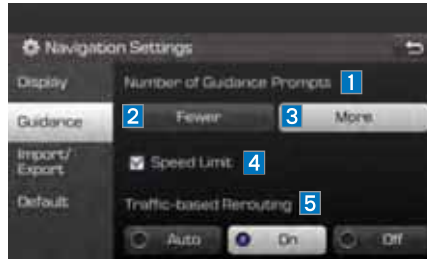 Navigation Settings
Display
Number of Guidance Prompts 1
Guidance
2 Fewer 3 More
Import/
Export
Speed Limit 4
Default
Traffic-based Rerouting 5
Auto On Off